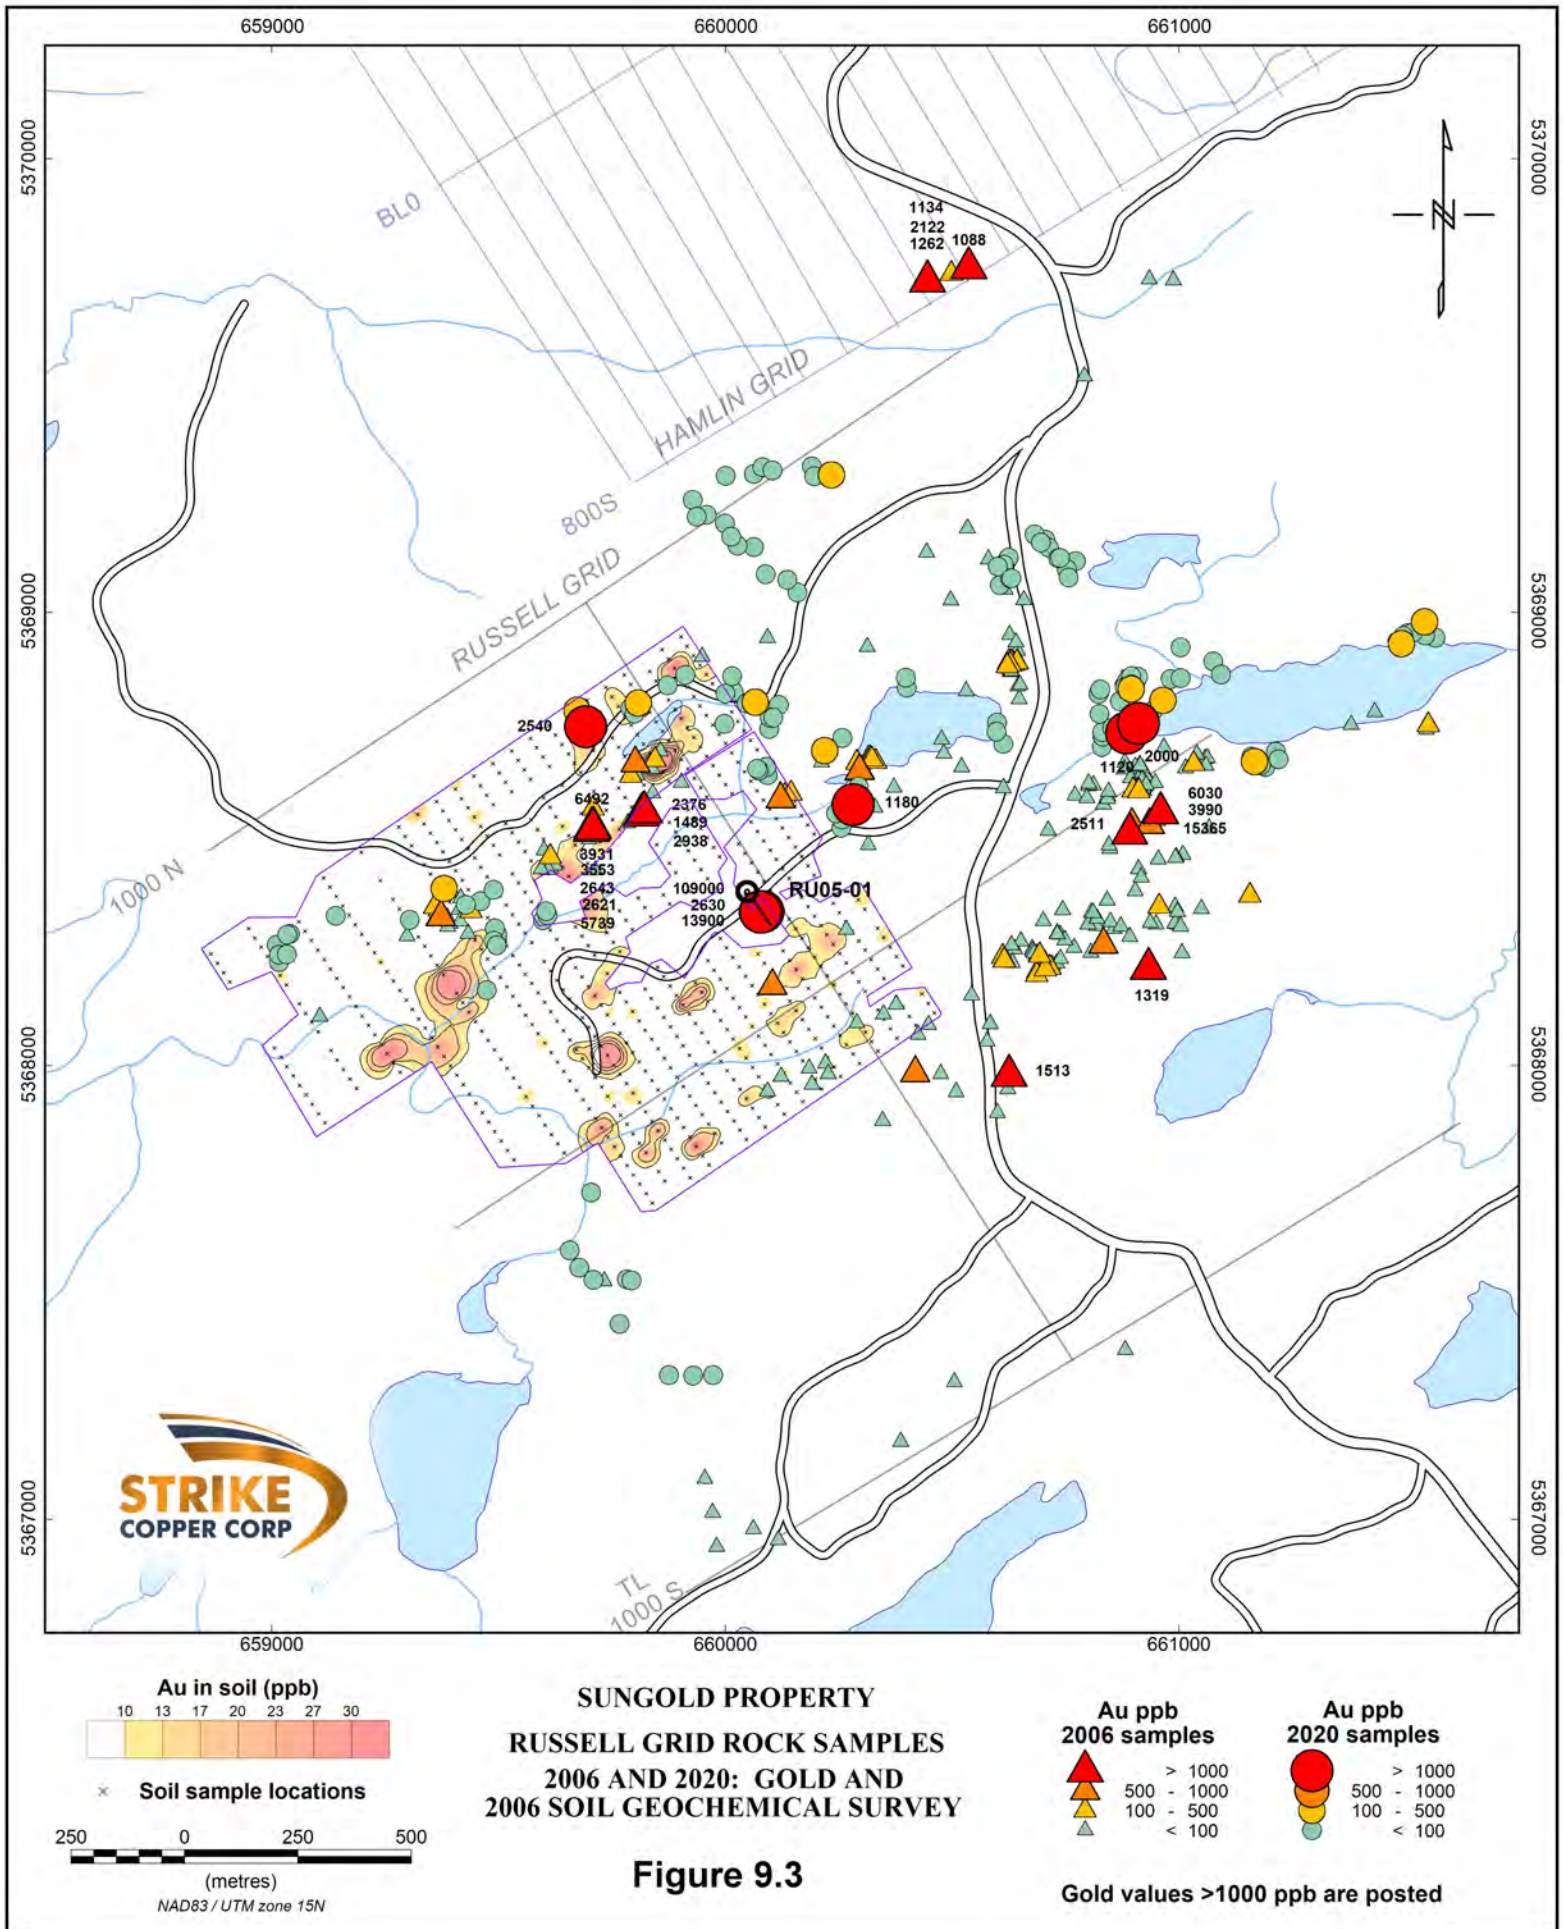 659000 660000 661000
5370000
5370000
BL0
1134
2122
1262 1088
N
HAMLIN GRID
800S
RUSSELL GRID
5369000
5369000
2540
1120 2000
6492
2376
1489
2938
1180
6030
3990
15365
2511
3553
2643
2621
1000 N
109000
2630
13900
RU05-01
1319
5368000
5368000
1513
STRIKE
COPPER CORP
5367000
5367000
TL
1000 S
659000 660000 661000
Au in soil (ppb)
10 13 17 20 23 27 30
× Soil sample locations
250 0 250 500
(metres)
NAD83 / UTM zone 15N
SUNGOLD PROPERTY
RUSSELL GRID ROCK SAMPLES
2006 AND 2020: GOLD AND
2006 SOIL GEOCHEMICAL SURVEY
Figure 9.3
Au ppb
2006 samples
> 1000
500 - 1000
100 - 500
< 100
Au ppb
2020 samples
> 1000
500 - 1000
100 - 500
< 100
Gold values >1000 ppb are posted